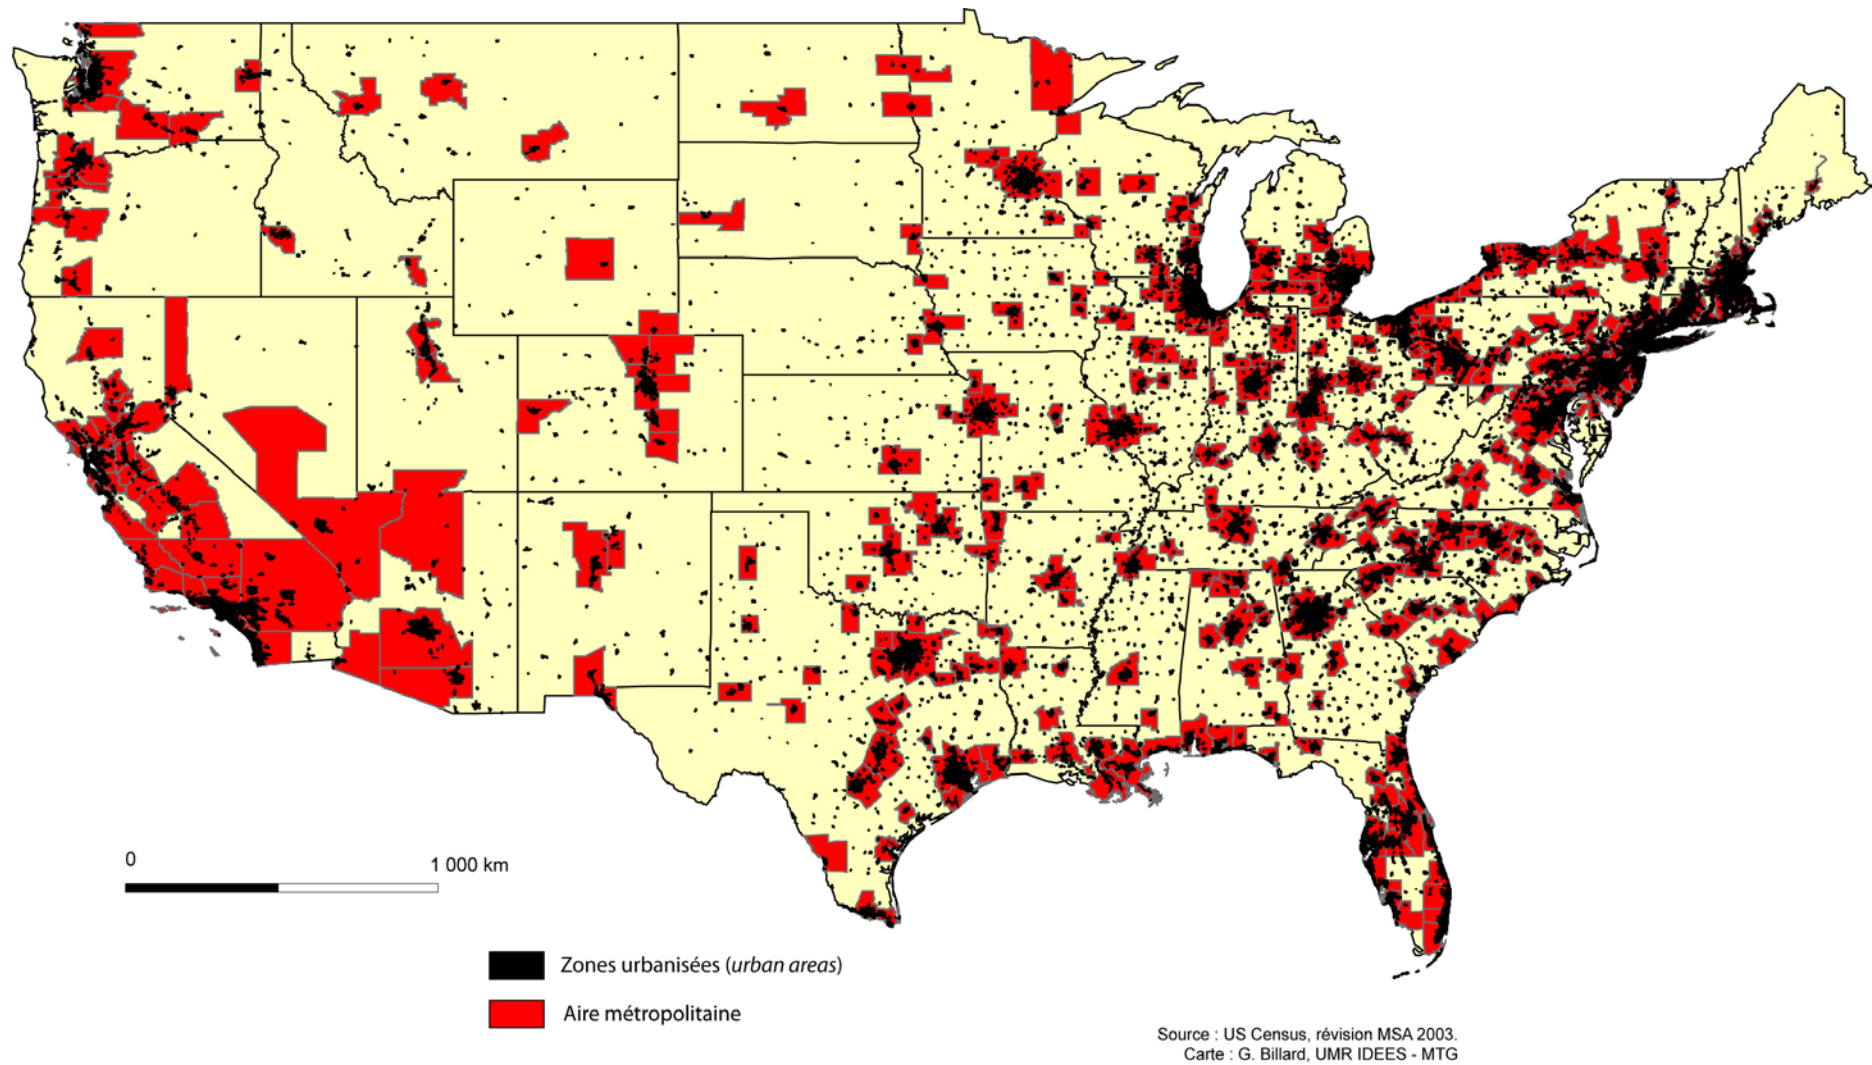 0 1 000 km
Zones urbanisées (urban areas)
Aire métropolitaine
Source : US Census, révision MSA 2003.
Carte : G. Billard, UMR IDEES - MTG